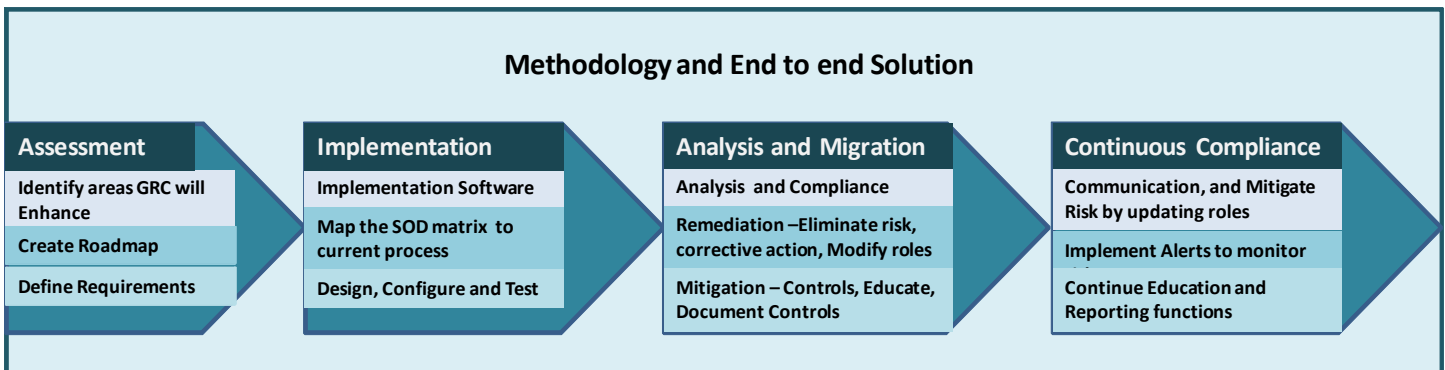 Methodology and End to end Solution
Assessment
Identify areas GRC will
Enhance
Create Roadmap
Define Requirements
Implementation
Implementation Software
Map the SOD matrix to
current process
Design, Configure and Test
Analysis and Migration
Analysis and Compliance
Remediation –Eliminate risk,
corrective action, Modify roles
Mitigation – Controls, Educate,
Document Controls
Continuous Compliance
Communication, and Mitigate
Risk by updating roles
Implement Alerts to monitor
Continue Education and
Reporting functions